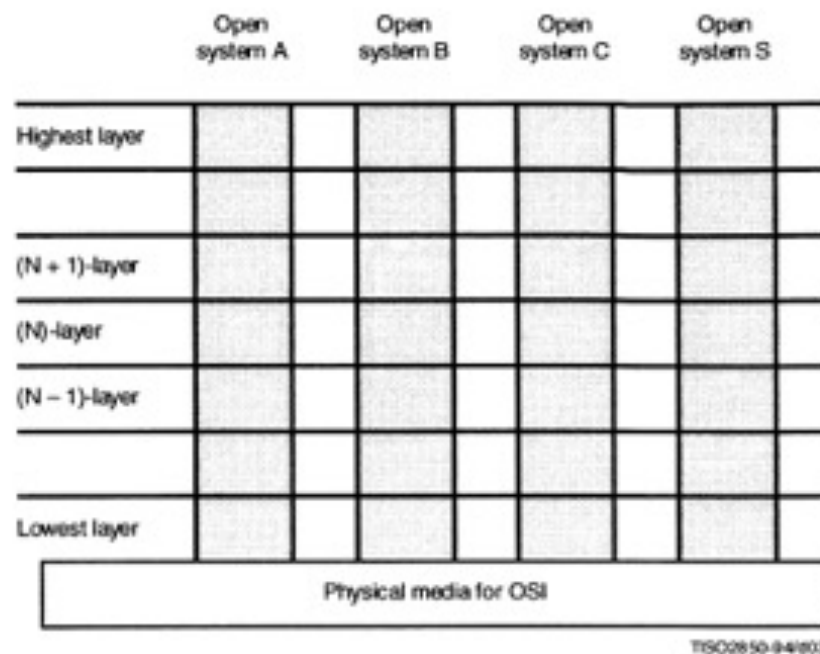 Open system A
Open system B
Open system C
Open system S
Highest layer
(N + 1)-layer
(N)-layer
(N – 1)-layer
Lowest layer
Physical media for OSI